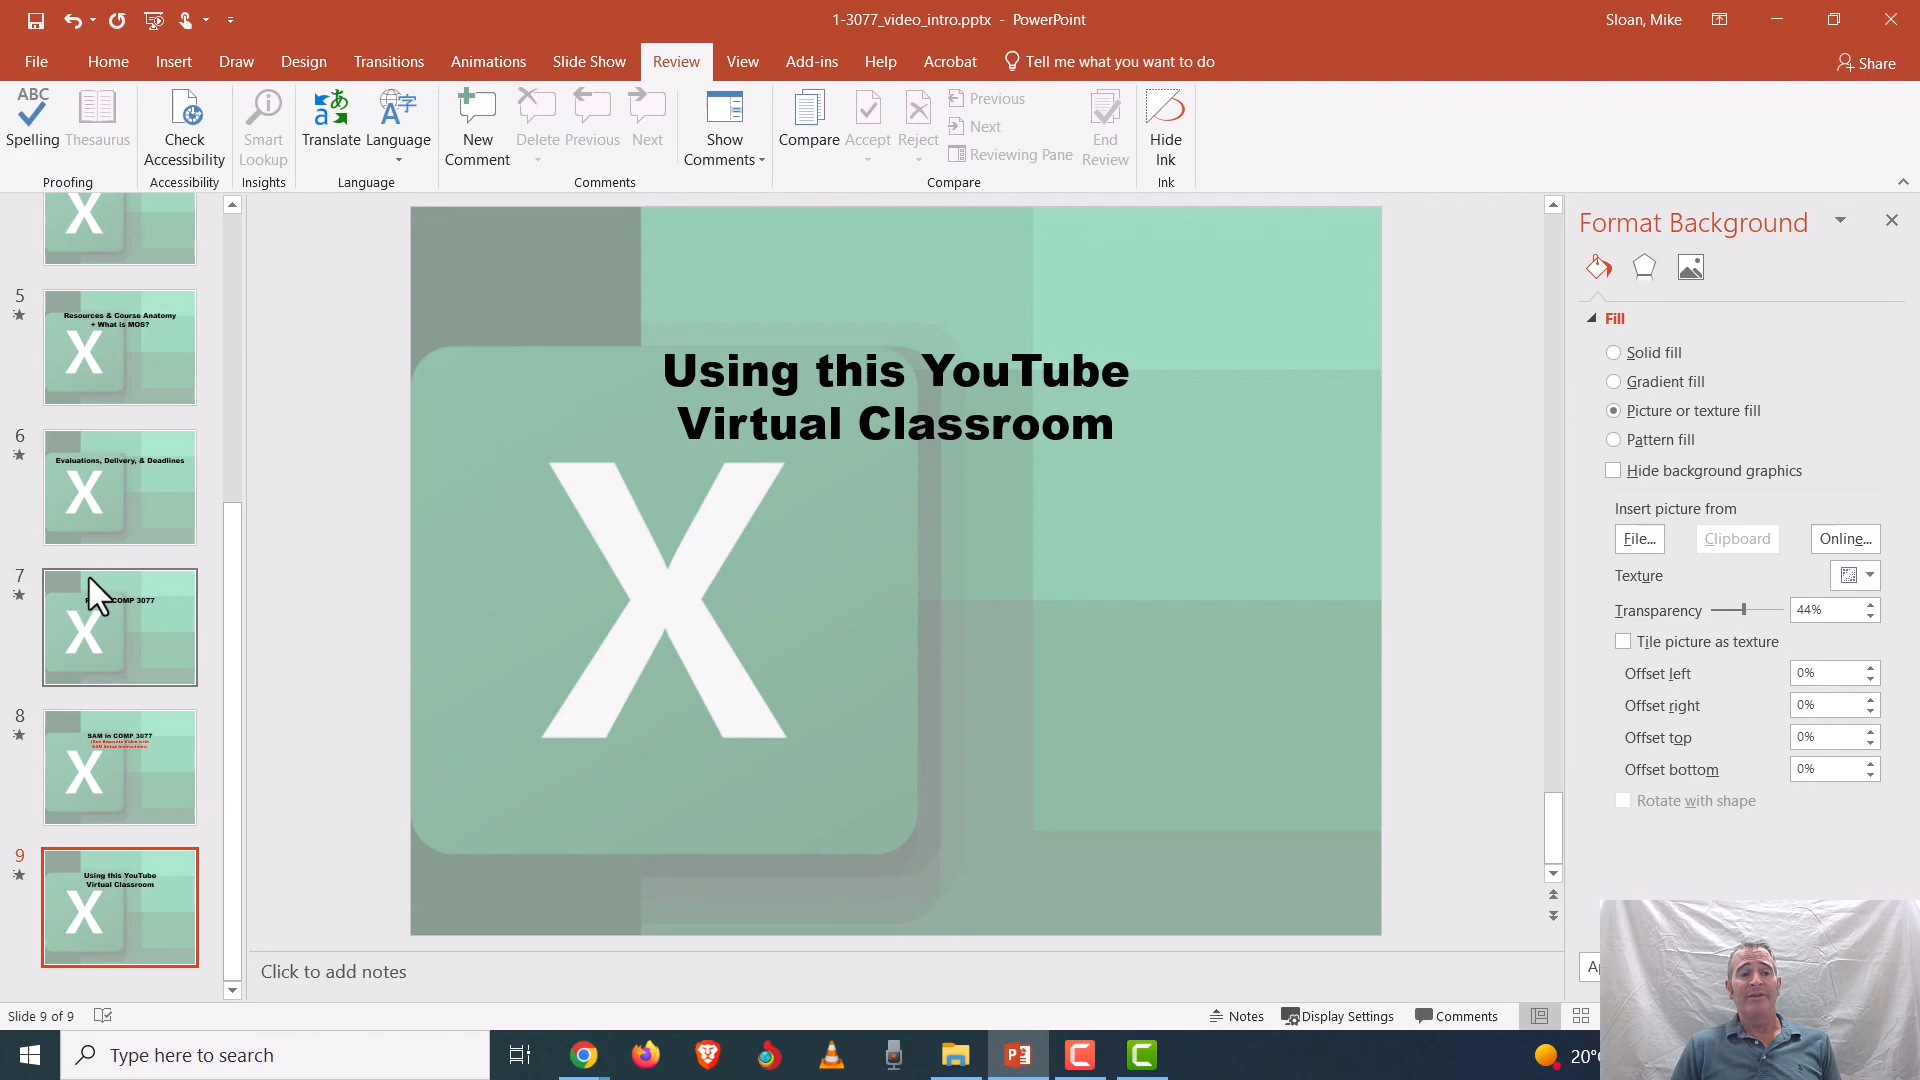 1-3077_video_intro.pptx - PowerPoint
Sloan, Mike
File Home Insert Draw Design Transitions Animations Slide Show Review View Add-ins Help Acrobat Tell me what you want to do Share
ABC
Spelling Thesaurus
Check
Accessibility
Smart
Lookup
Translate Language
New
Comment
Delete Previous Next
Show
Comments
Compare Accept Reject
Previous
Next
Reviewing Pane
End
Review
Hide
Ink
Proofing Accessibility Insights Language Comments Compare Ink
X
5
Resources & Course Anatomy
+ What is MOS?
X
6
Evaluations, Delivery, & Deadlines
X
7
COMP 3077
X
8
SAM in COMP 3077
(See Separate Video with
SAM Setup Instructions)
X
9
Using this YouTube
Virtual Classroom
X
Using this YouTube
Virtual Classroom
X
Click to add notes
Format Background
Fill
Solid fill
Gradient fill
Picture or texture fill
Pattern fill
Hide background graphics
Insert picture from
File... Clipboard Online...
Texture
Transparency 44%
Tile picture as texture
Offset left 0%
Offset right 0%
Offset top 0%
Offset bottom 0%
Rotate with shape
Slide 9 of 9
Notes Display Settings Comments
Type here to search
20°